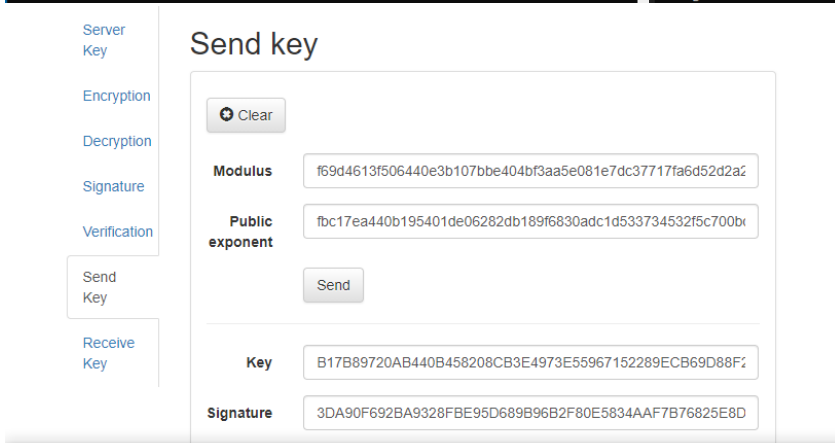 Server
Key
Encryption
Decryption
Signature
Verification
Send
Key
Receive
Key
Send key
Clear
Modulus
f69d4613f506440e3b107bbe404bf3aa5e081e7dc37717fa6d52d2a2
Public
exponent
fbc17ea440b195401de06282db189f6830adc1d533734532f5c700b
Send
Key
B17B89720AB440B458208CB3E4973E55967152289ECB69D88F2
Signature
3DA90F692BA9328FBE95D689B96B2F80E5834AAF7B76825E8D